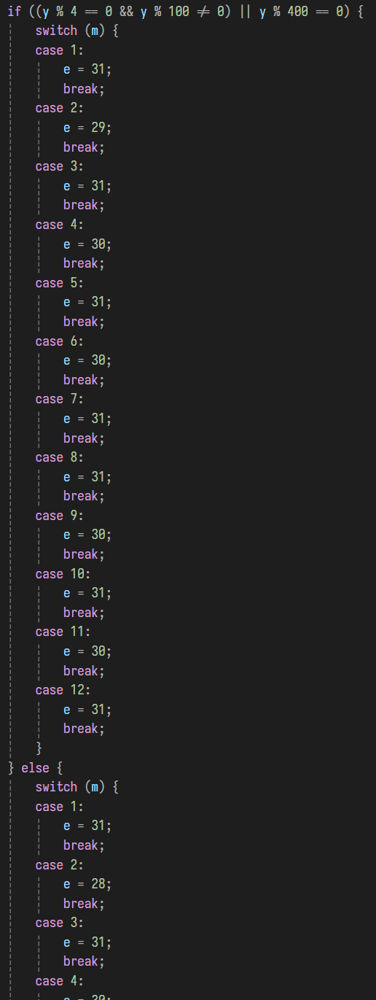 if ((y % 4 == 0 && y % 100 != 0) || y % 400 == 0) {
switch (m) {
case 1:
e = 31;
break;
case 2:
e = 29;
break;
case 3:
e = 31;
break;
case 4:
e = 30;
break;
case 5:
e = 31;
break;
case 6:
e = 30;
break;
case 7:
e = 31;
break;
case 8:
e = 31;
break;
case 9:
e = 30;
break;
case 10:
e = 31;
break;
case 11:
e = 30;
break;
case 12:
e = 31;
break;
}
} else {
switch (m) {
case 1:
e = 31;
break;
case 2:
e = 28;
break;
case 3:
e = 31;
break;
case 4:
e = 30;